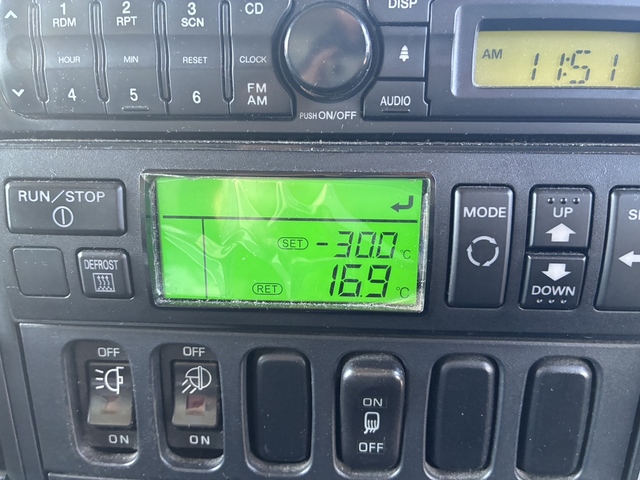 1 RDM 2 RPT 3 SCN CD DISP
HOUR MIN RESET CLOCK
4 5 6 FM AM AUDIO
PUSH ON/OFF
AM 11:51
RUN/STOP
DEFROST
SET -30.0 °C
RET 16.9 °C
MODE
UP
DOWN
OFF
ON
OFF
ON
ON
OFF